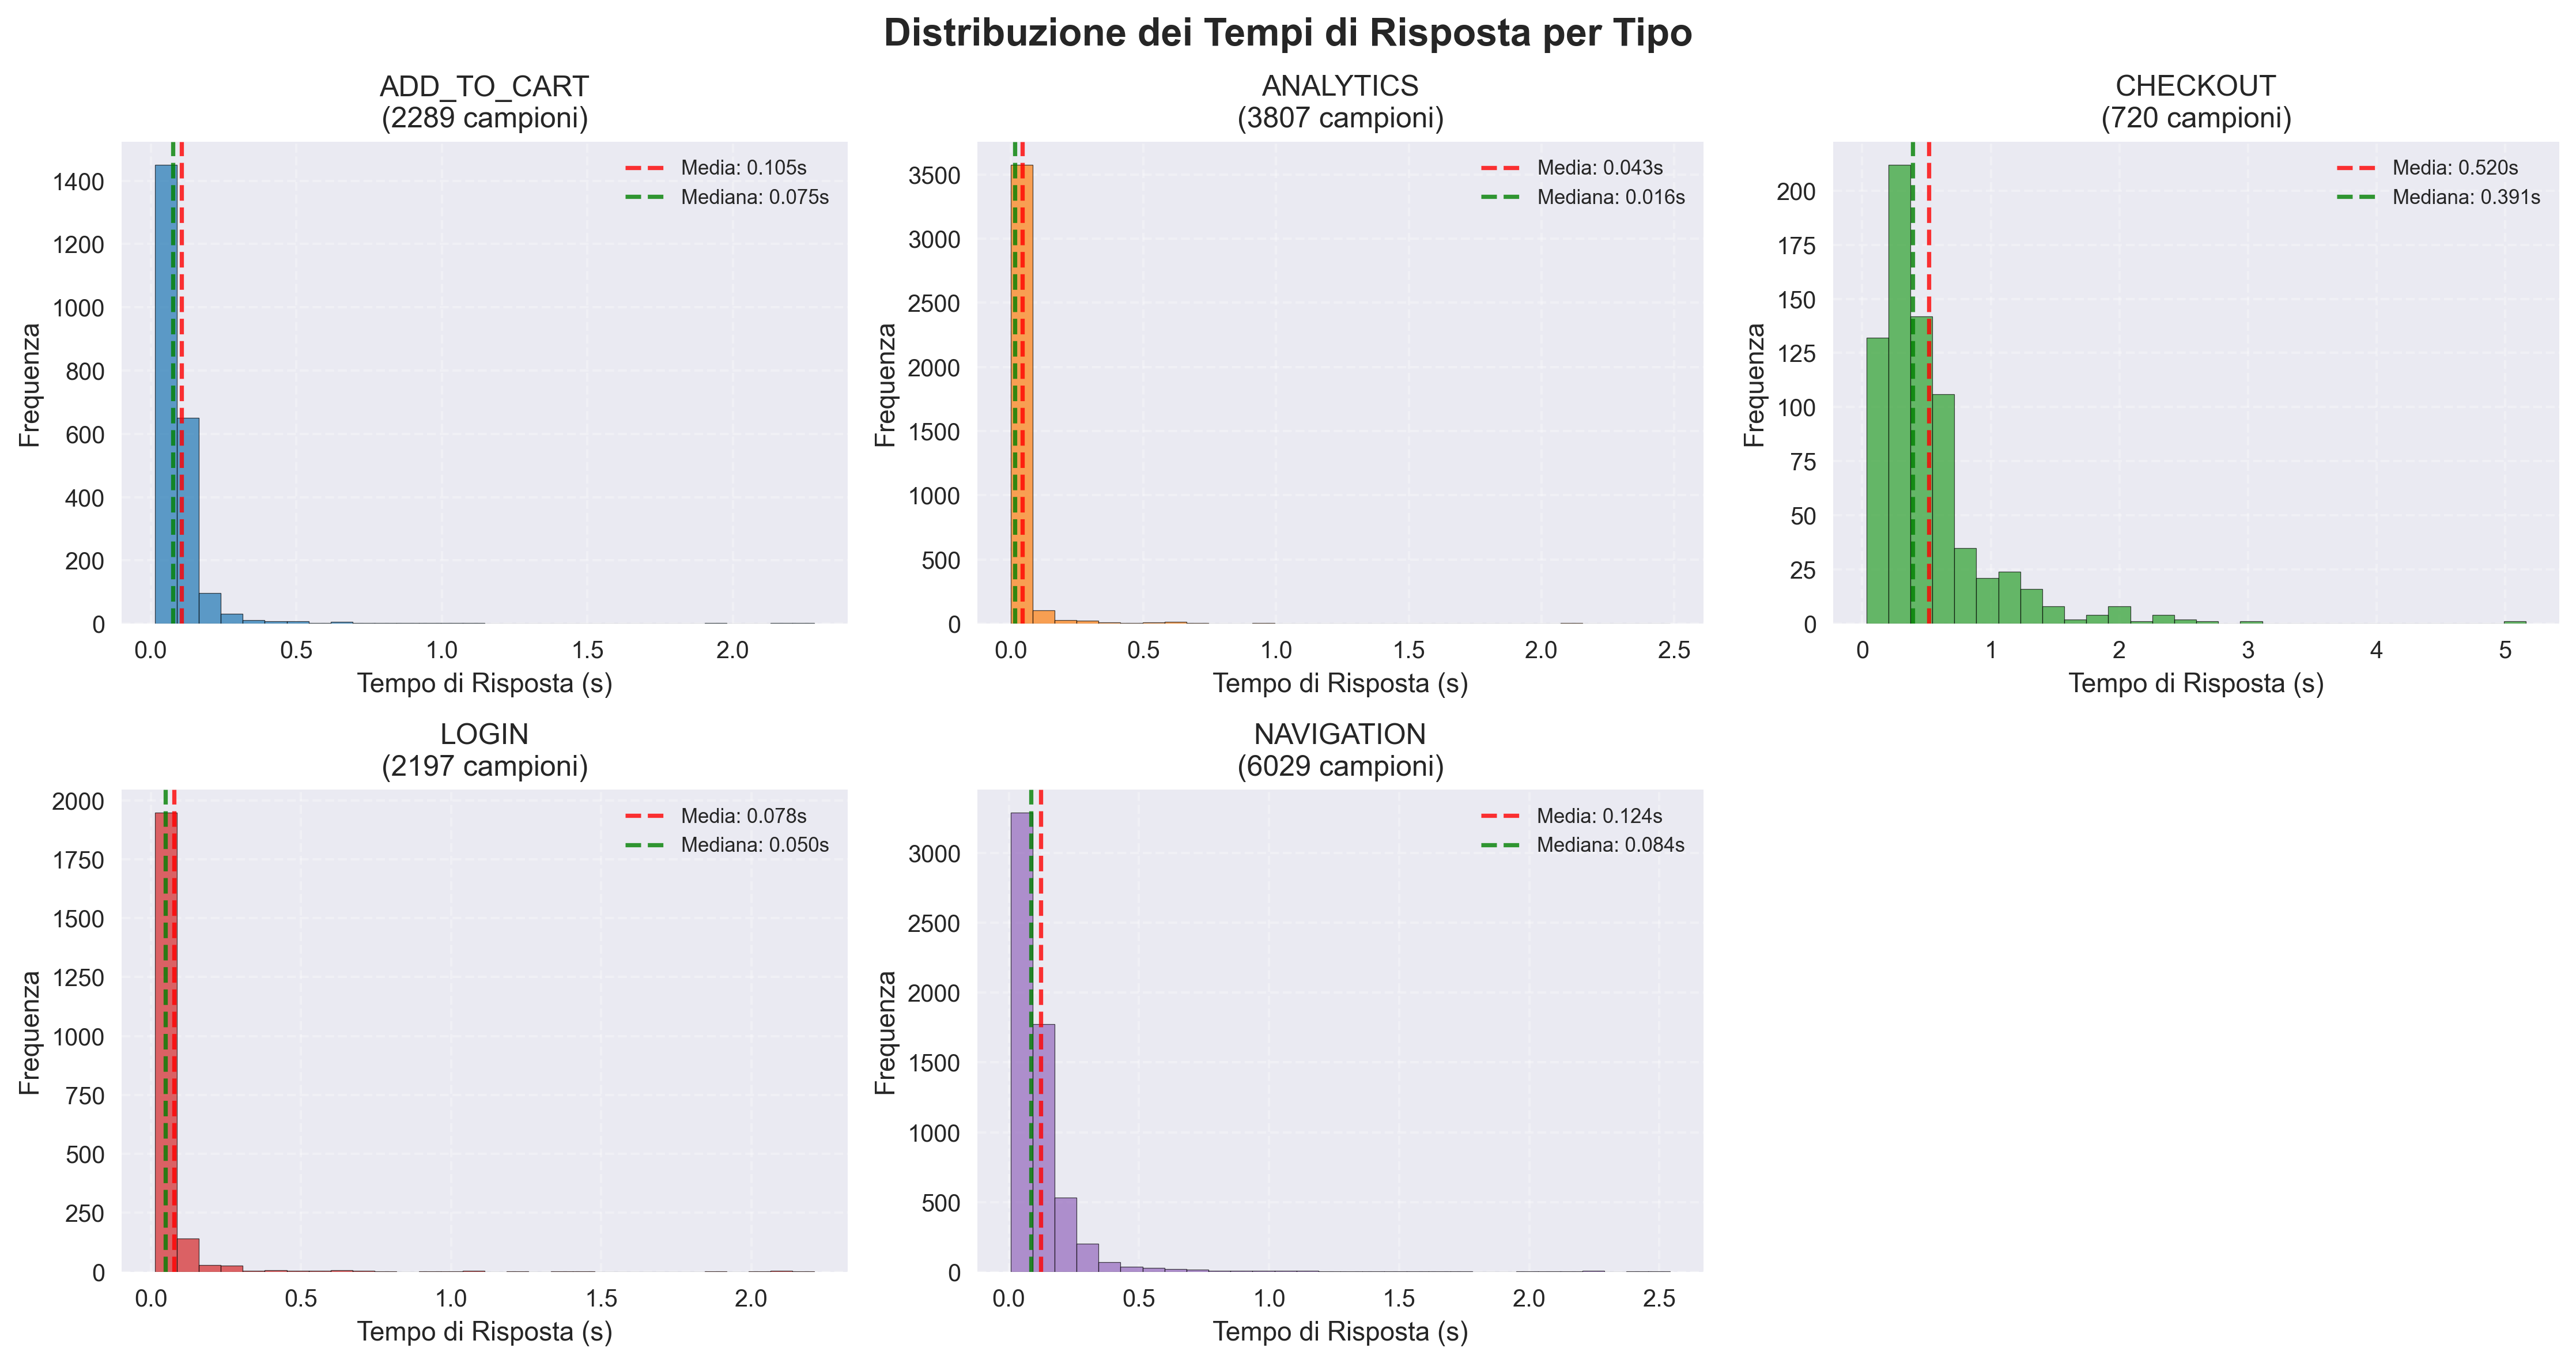 Distribuzione dei Tempi di Risposta per Tipo
ADD_TO_CART
(2289 campioni)
Media: 0.105s
Mediana: 0.075s
Frequenza
1400
1200
1000
800
600
400
200
0
0.0 0.5 1.0 1.5 2.0
Tempo di Risposta (s)
ANALYTICS
(3807 campioni)
Media: 0.043s
Mediana: 0.016s
Frequenza
3500
3000
2500
2000
1500
1000
500
0
0.0 0.5 1.0 1.5 2.0 2.5
Tempo di Risposta (s)
CHECKOUT
(720 campioni)
Media: 0.520s
Mediana: 0.391s
Frequenza
200
175
150
125
100
75
50
25
0
0 1 2 3 4 5
Tempo di Risposta (s)
LOGIN
(2197 campioni)
Media: 0.078s
Mediana: 0.050s
Frequenza
2000
1750
1500
1250
1000
750
500
250
0
0.0 0.5 1.0 1.5 2.0
Tempo di Risposta (s)
NAVIGATION
(6029 campioni)
Media: 0.124s
Mediana: 0.084s
Frequenza
3000
2500
2000
1500
1000
500
0
0.0 0.5 1.0 1.5 2.0 2.5
Tempo di Risposta (s)